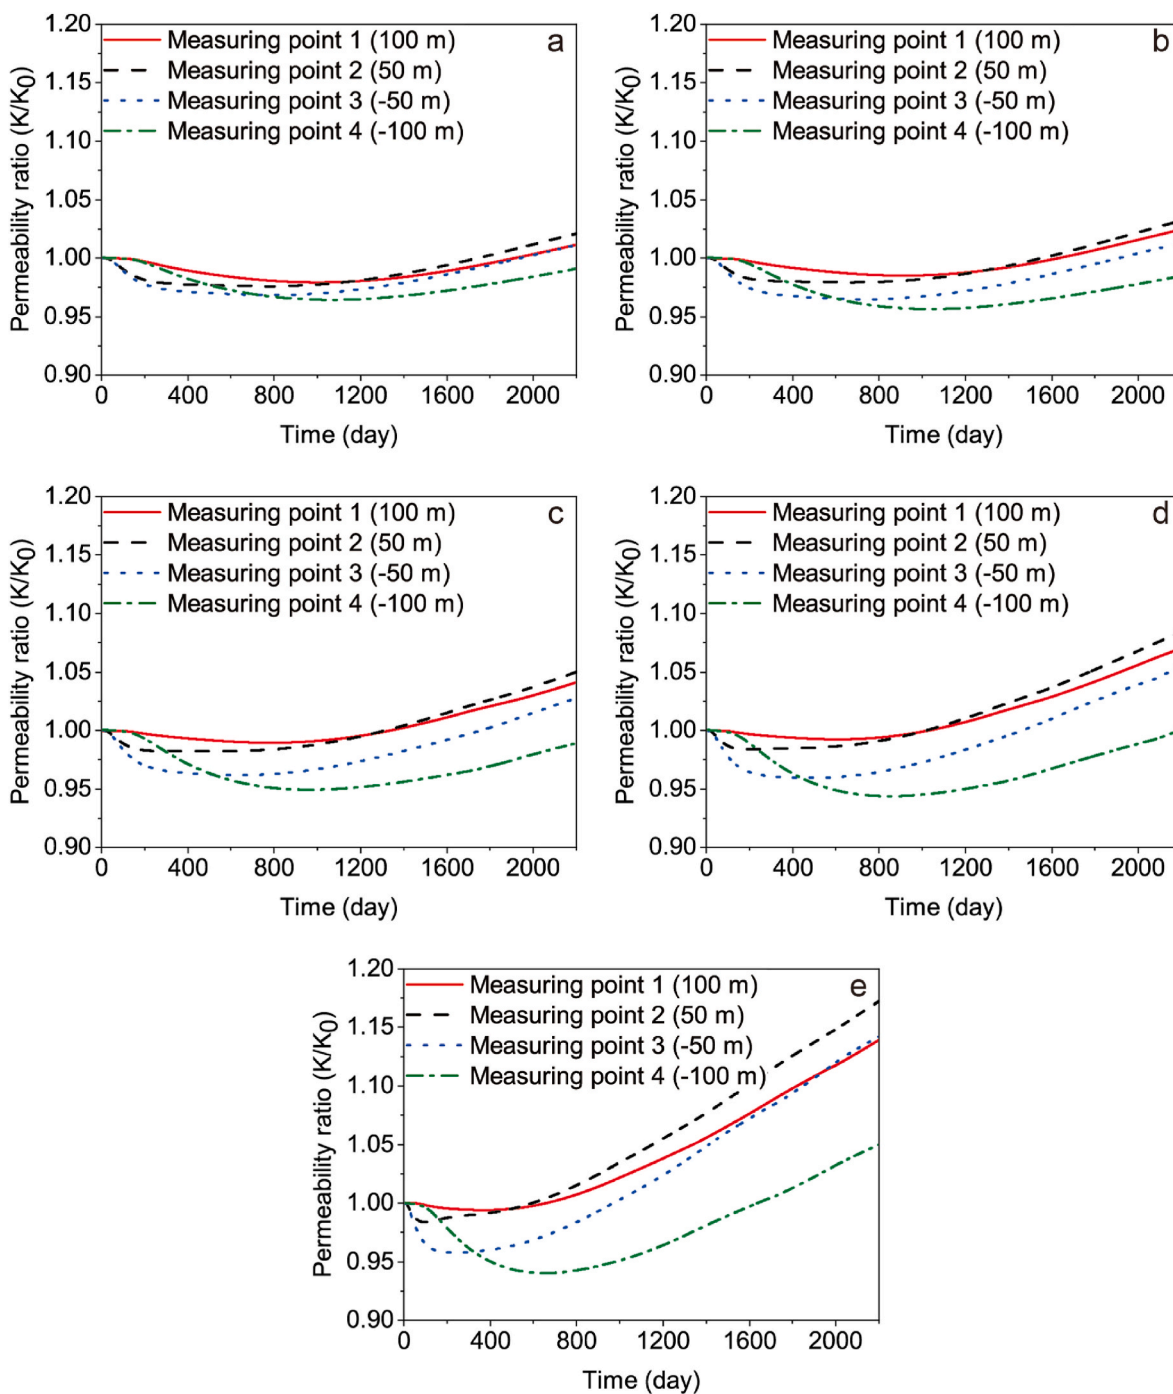 a
Measuring point 1 (100 m)
Measuring point 2 (50 m)
Measuring point 3 (-50 m)
Measuring point 4 (-100 m)
Permeability ratio (K/K0)
1.20
1.15
1.10
1.05
1.00
0.95
0.90
0 400 800 1200 1600 2000
Time (day)
b
Measuring point 1 (100 m)
Measuring point 2 (50 m)
Measuring point 3 (-50 m)
Measuring point 4 (-100 m)
Permeability ratio (K/K0)
1.20
1.15
1.10
1.05
1.00
0.95
0.90
0 400 800 1200 1600 2000
Time (day)
c
Measuring point 1 (100 m)
Measuring point 2 (50 m)
Measuring point 3 (-50 m)
Measuring point 4 (-100 m)
Permeability ratio (K/K0)
1.20
1.15
1.10
1.05
1.00
0.95
0.90
0 400 800 1200 1600 2000
Time (day)
d
Measuring point 1 (100 m)
Measuring point 2 (50 m)
Measuring point 3 (-50 m)
Measuring point 4 (-100 m)
Permeability ratio (K/K0)
1.20
1.15
1.10
1.05
1.00
0.95
0.90
0 400 800 1200 1600 2000
Time (day)
e
Measuring point 1 (100 m)
Measuring point 2 (50 m)
Measuring point 3 (-50 m)
Measuring point 4 (-100 m)
Permeability ratio (K/K0)
1.20
1.15
1.10
1.05
1.00
0.95
0.90
0 400 800 1200 1600 2000
Time (day)